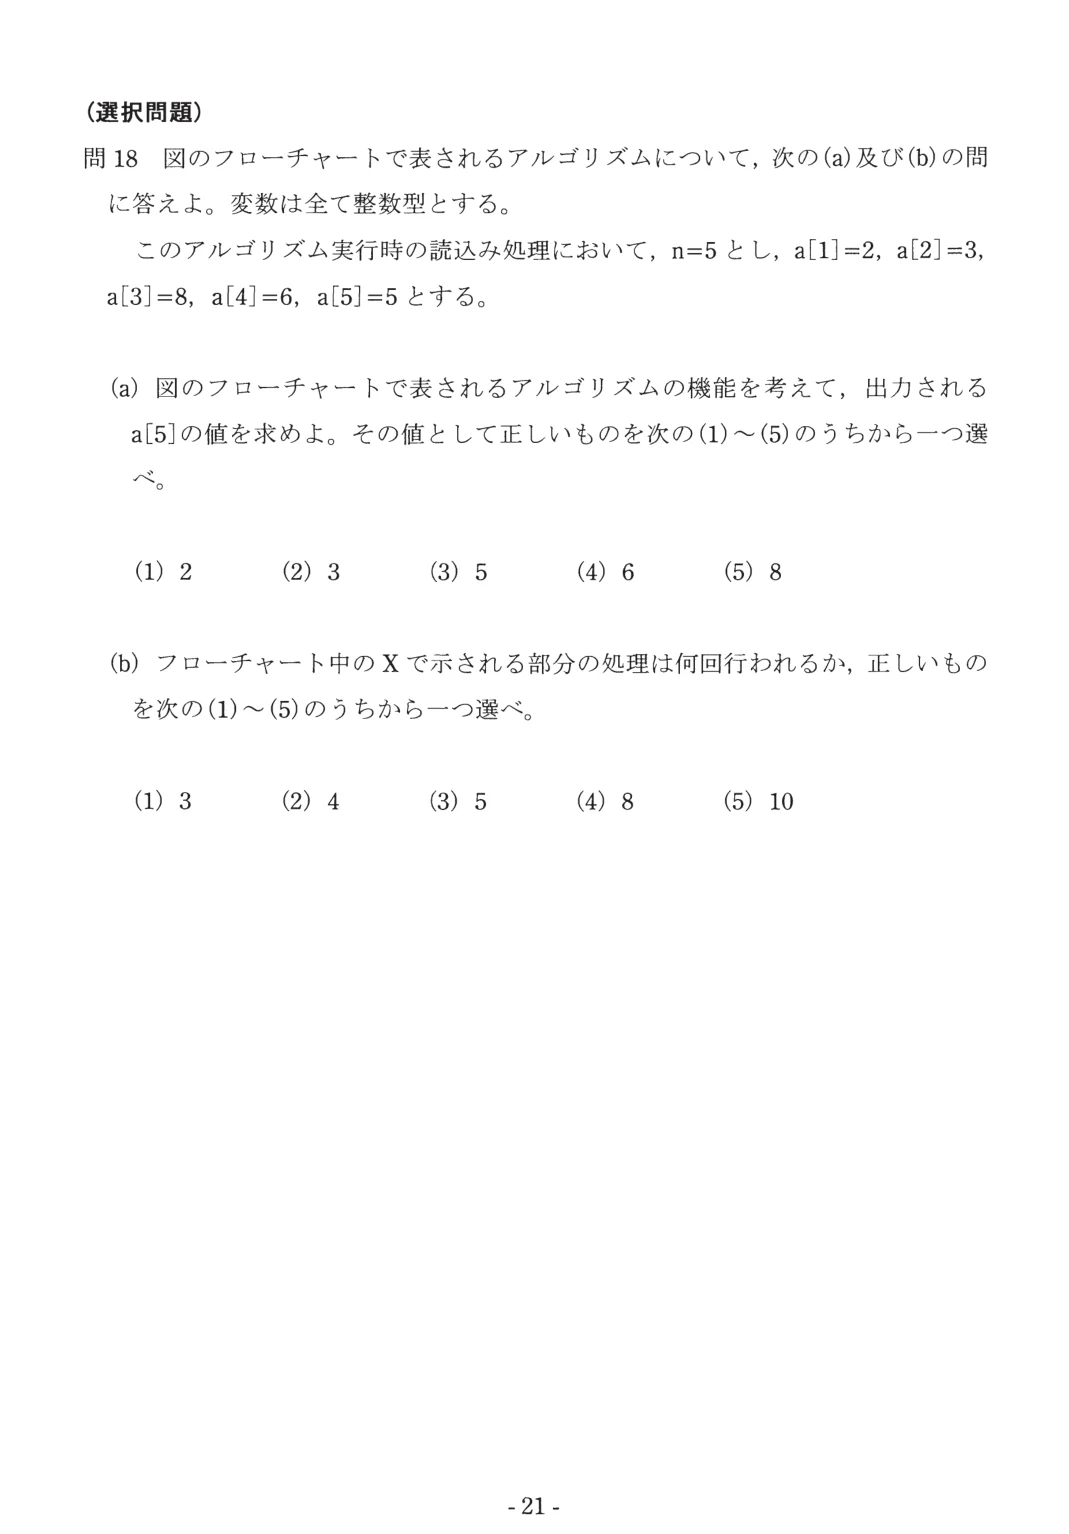 (選択問題)
問 18　図のフローチャートで表されるアルゴリズムについて，次の(a)及び(b)の問
に答えよ。変数は全て整数型とする。
このアルゴリズム実行時の読込み処理において，n=5 とし，a[1]=2，a[2]=3，
a[3]=8，a[4]=6，a[5]=5 とする。
(a) 図のフローチャートで表されるアルゴリズムの機能を考えて，出力される
a[5]の値を求めよ。その値として正しいものを次の(1)～(5)のうちから一つ選
べ。
(1) 2　(2) 3　(3) 5　(4) 6　(5) 8
(b) フローチャート中の X で示される部分の処理は何回行われるか，正しいもの
を次の(1)～(5)のうちから一つ選べ。
(1) 3　(2) 4　(3) 5　(4) 8　(5) 10
- 21 -